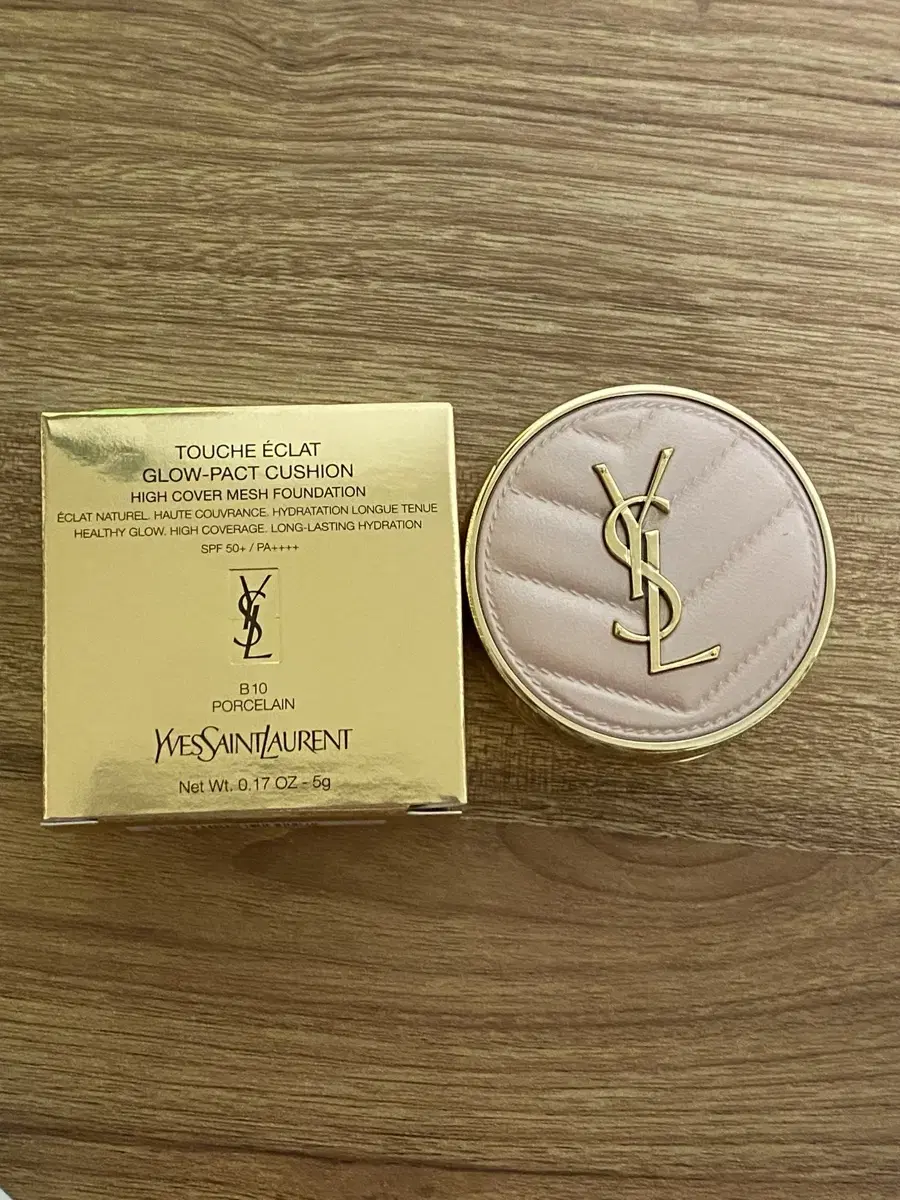 TOUCHE ÉCLAT
GLOW-PACT CUSHION
HIGH COVER MESH FOUNDATION
ÉCLAT NATUREL. HAUTE COUVRANCE. HYDRATATION LONGUE TENUE
HEALTHY GLOW. HIGH COVERAGE. LONG-LASTING HYDRATION
SPF 50+ / PA++++
YSL
B10
PORCELAIN
YVESSAINTLAURENT
Net Wt. 0.17 OZ - 5g
YSL